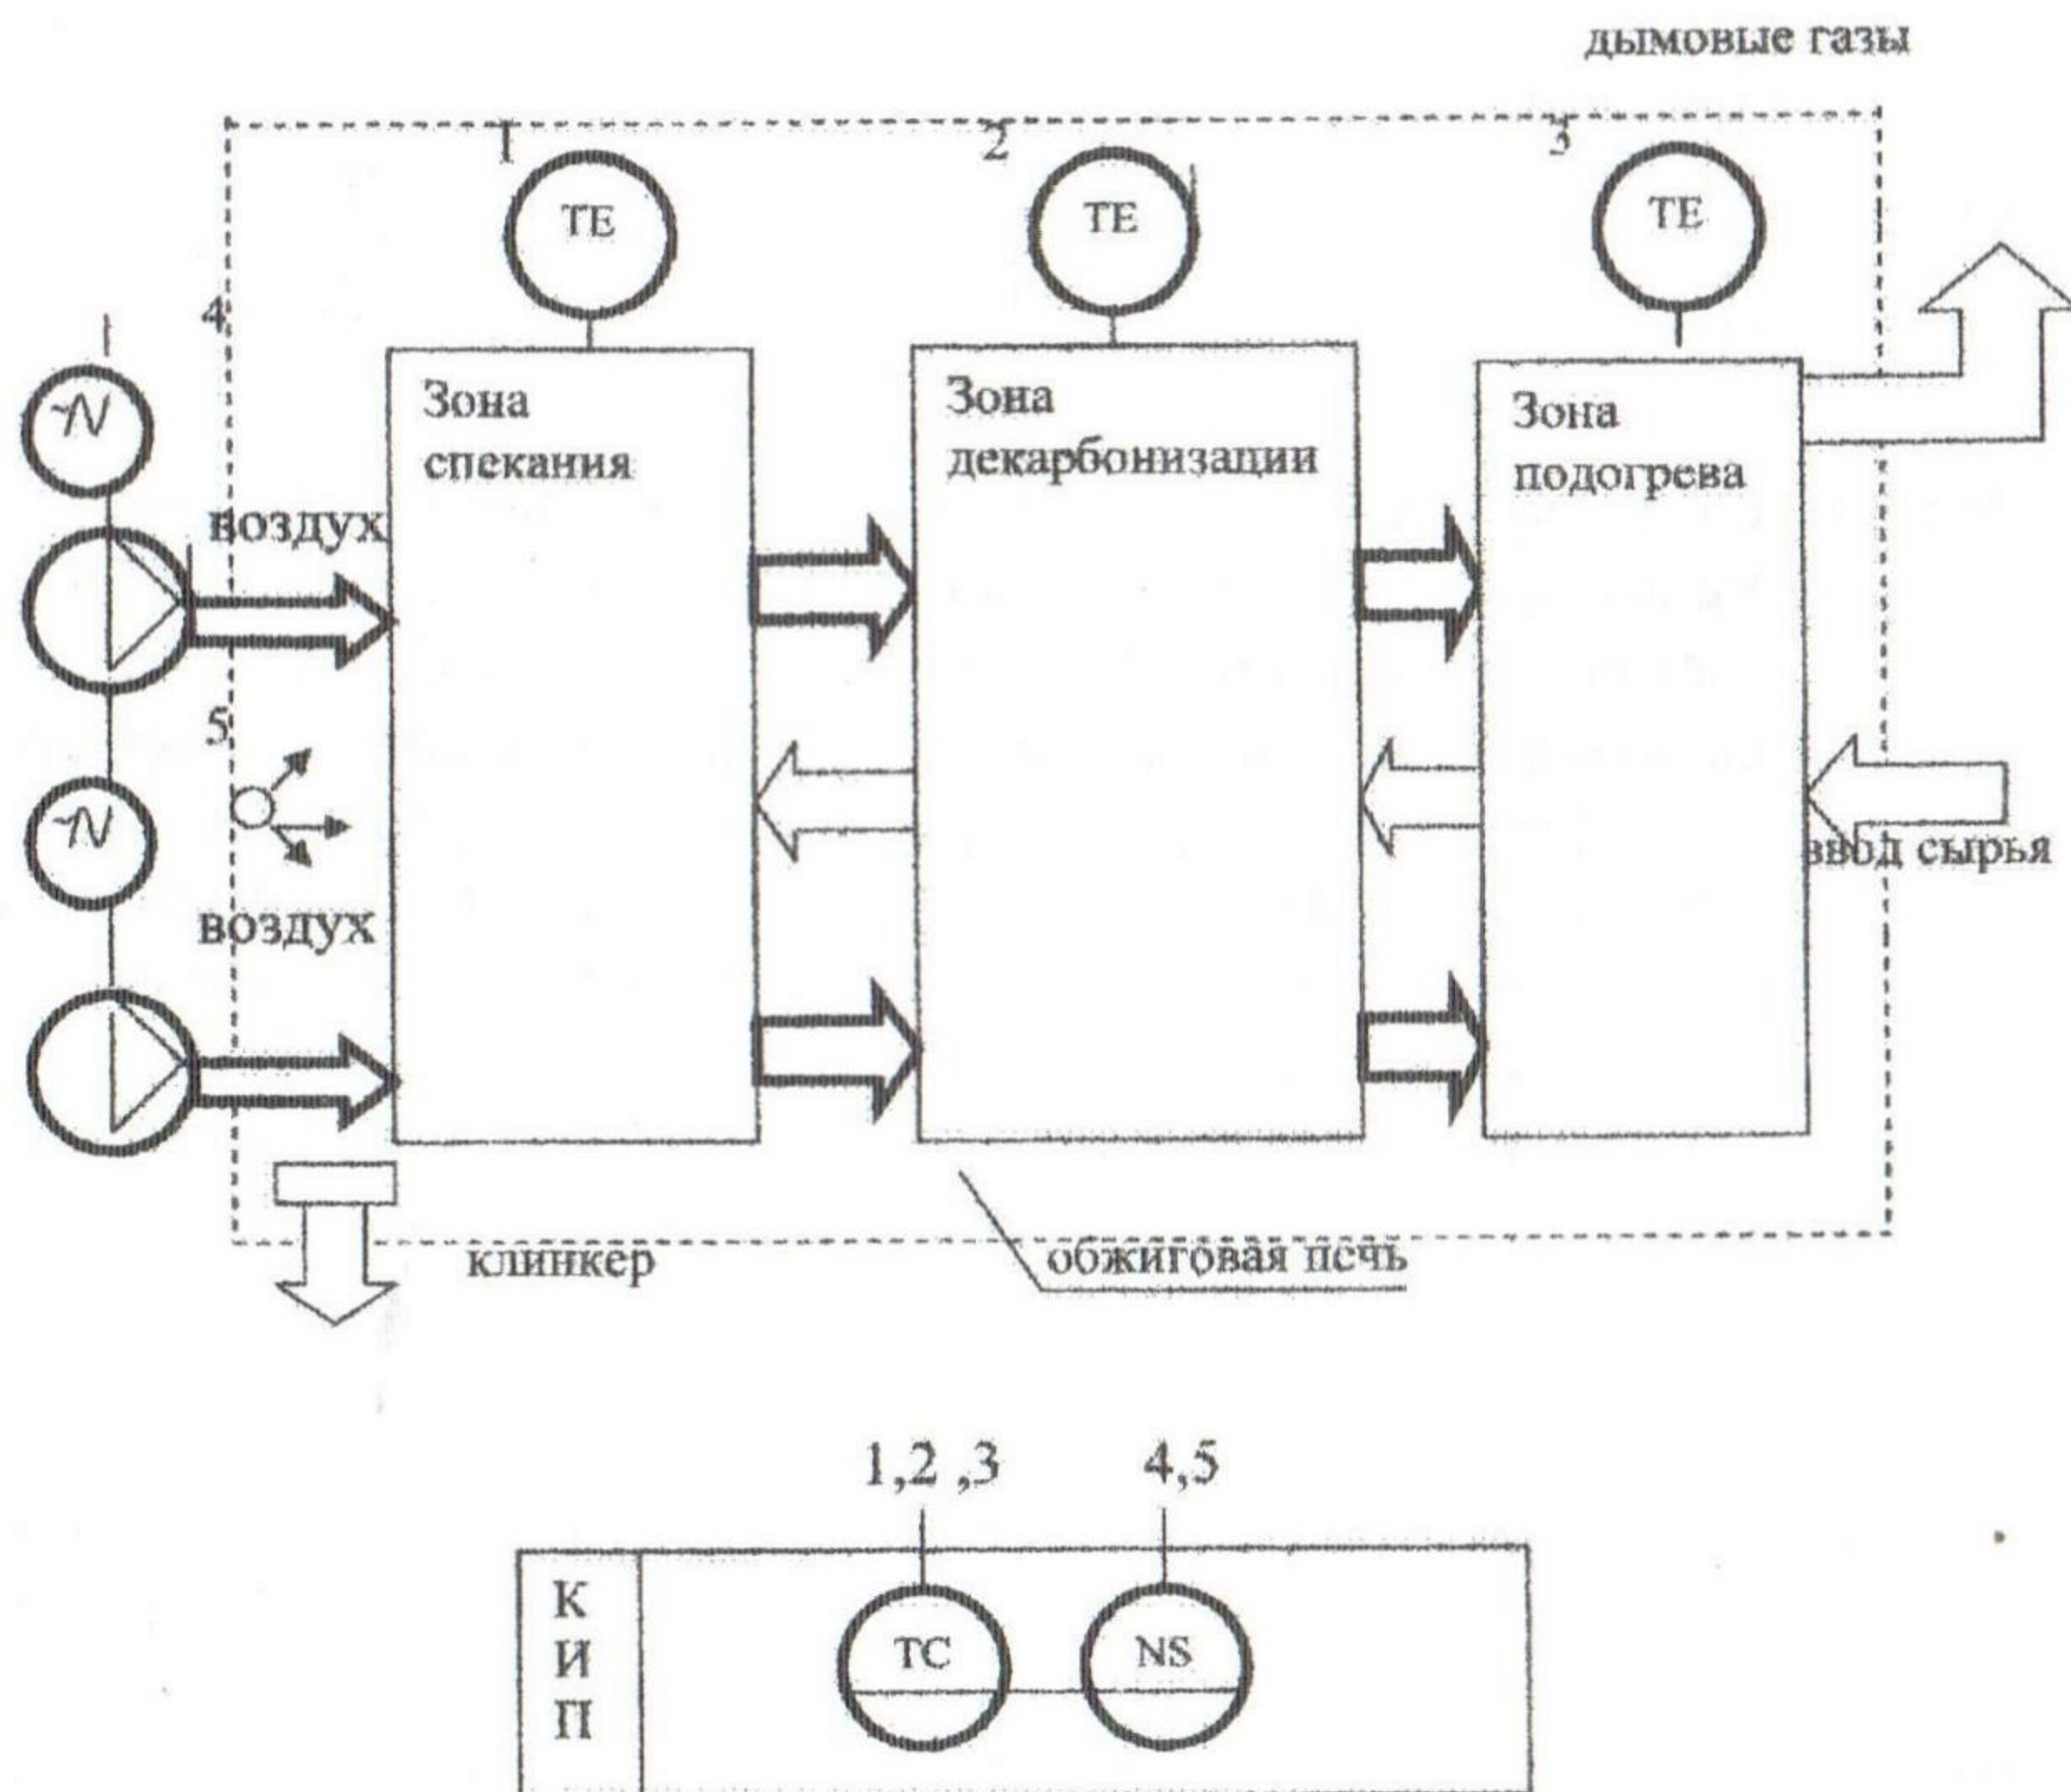 дымовые газы
1
2
3
TE
TE
TE
4
Зона
спекания
Зона
декарбонизации
Зона
подогрева
~N
воздух
5
~N
ввод сырья
воздух
клинкер
обжиговая печь
1,2 ,3
4,5
К
И
П
TC
NS